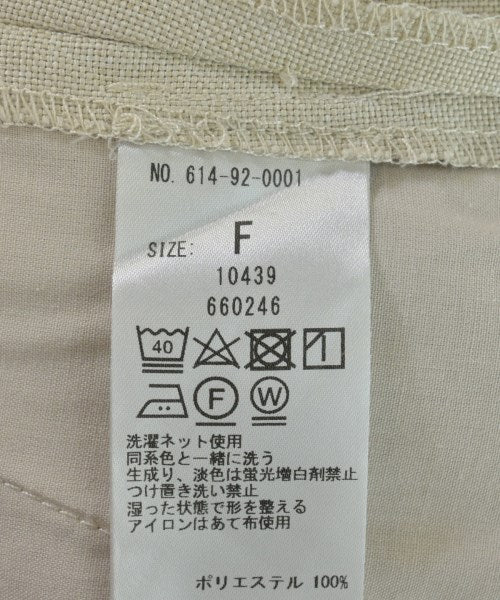 NO. 614-92-0001
SIZE: F
10439
660246
40
F W
洗濯ネット使用
同系色と一緒に洗う
生成り、淡色は蛍光増白剤禁止
つけ置き洗い禁止
湿った状態で形を整える
アイロンはあて布使用
ポリエステル 100%